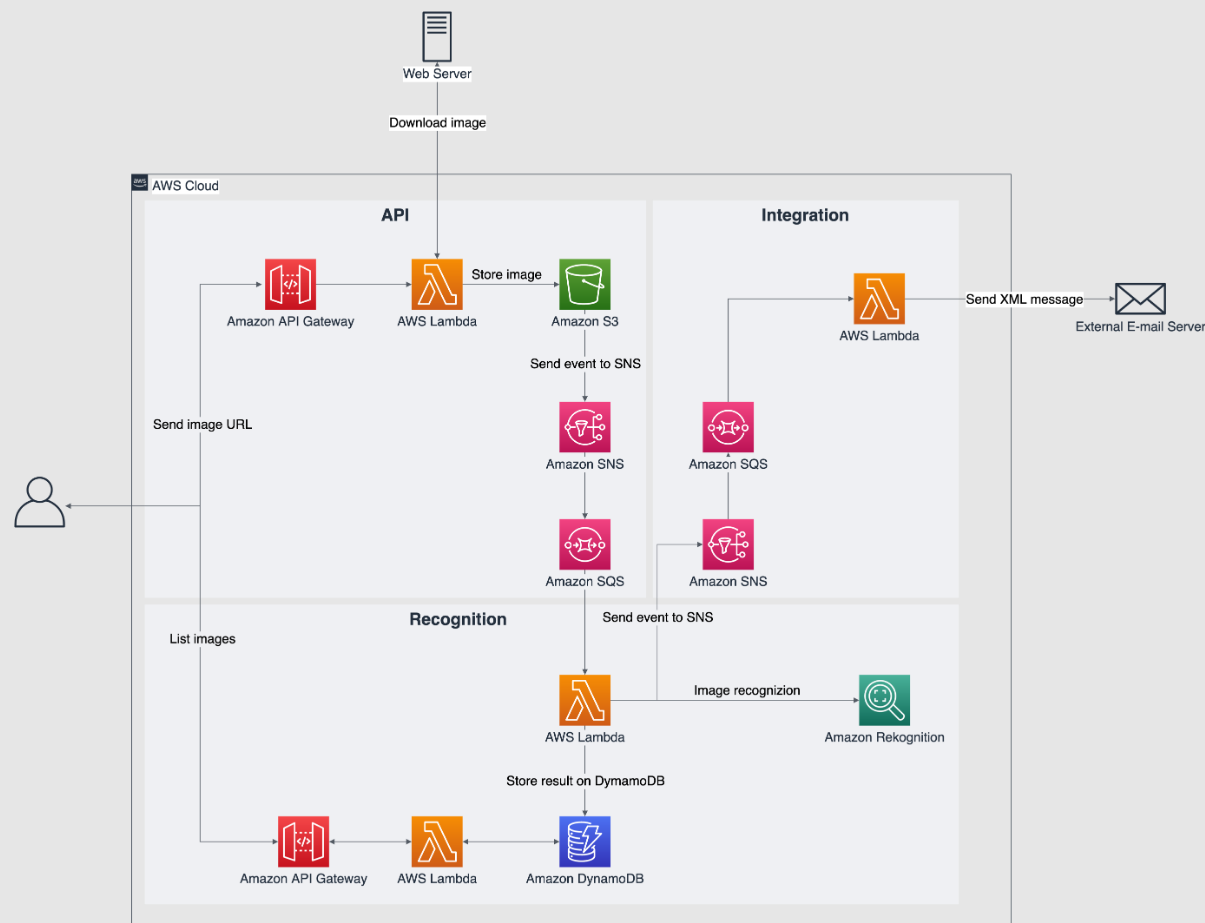 Web Server
Download image
aws
AWS Cloud
API
Integration
Amazon API Gateway
AWS Lambda
Store image
Amazon S3
AWS Lambda
Send XML message
External E-mail Server
Send event to SNS
Send image URL
Amazon SNS
Amazon SQS
Amazon SQS
Amazon SNS
Recognition
Send event to SNS
List images
Image recognizion
AWS Lambda
Amazon Rekognition
Store result on DymamoDB
Amazon API Gateway
AWS Lambda
Amazon DynamoDB